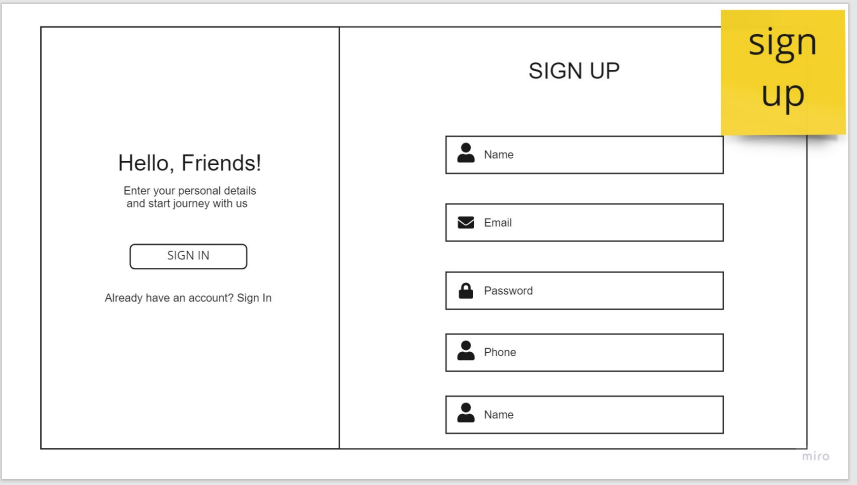 sign
up
SIGN UP
Hello, Friends!
Enter your personal details
and start journey with us
SIGN IN
Already have an account? Sign In
Name
Email
Password
Phone
Name
miro